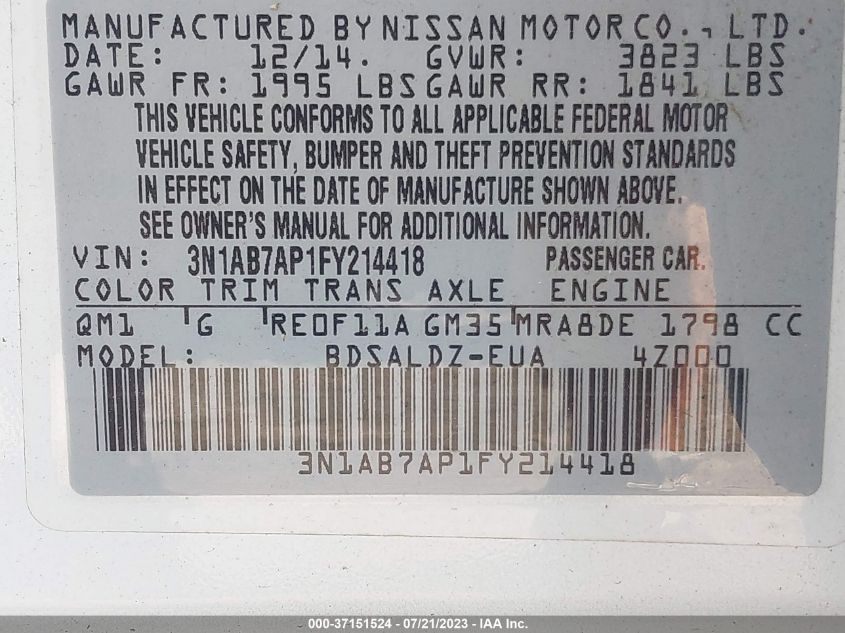 MANUFACTURED BY NISSAN MOTOR CO., LTD.
DATE: 12/14. GVWR: 3823 LBS
GAWR FR: 1995 LBS GAWR RR: 1841 LBS
THIS VEHICLE CONFORMS TO ALL APPLICABLE FEDERAL MOTOR
VEHICLE SAFETY, BUMPER AND THEFT PREVENTION STANDARDS
IN EFFECT ON THE DATE OF MANUFACTURE SHOWN ABOVE.
SEE OWNER'S MANUAL FOR ADDITIONAL INFORMATION.
VIN: 3N1AB7AP1FY214418 PASSENGER CAR.
COLOR TRIM TRANS AXLE ENGINE
QM1 G RE0F11A GM35 MRA8DE 1798 CC
MODEL: BDSALDZ-EUA 4Z000
3N1AB7AP1FY214418
000-37151524 - 07/21/2023 - IAA Inc.